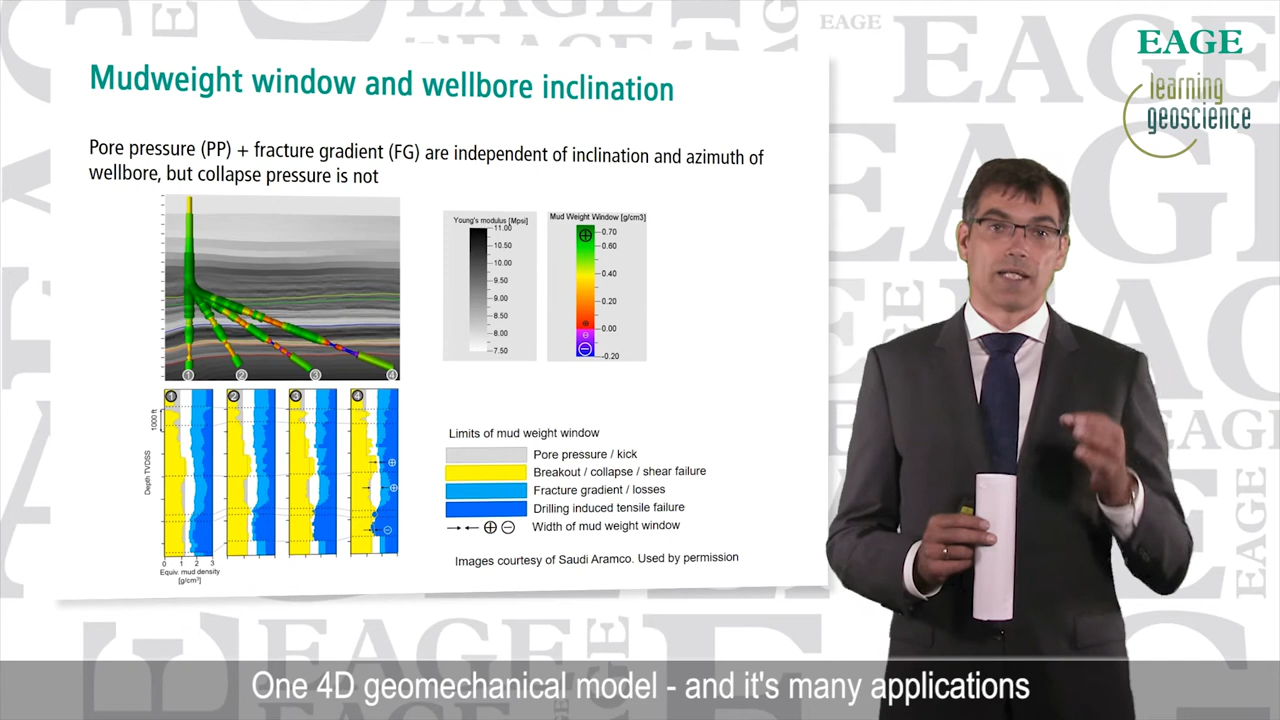 EAGE
EAGE
learning
geoscience
Mudweight window and wellbore inclination
Pore pressure (PP) + fracture gradient (FG) are independent of inclination and azimuth of
wellbore, but collapse pressure is not
Young's modulus [Mpsi]
11.00
10.50
10.00
9.50
9.00
8.50
8.00
7.50
Mud Weight Window [g/cm3]
0.70
0.60
0.40
0.20
0.00
-0.20
1 2 3 4
1 2 3 4
1000 ft
Depth TVDSS
0 1 2 3
Equiv. mud density
[g/cm³]
Limits of mud weight window
Pore pressure / kick
Breakout / collapse / shear failure
Fracture gradient / losses
Drilling induced tensile failure
Width of mud weight window
Images courtesy of Saudi Aramco. Used by permission
One 4D geomechanical model - and it's many applications